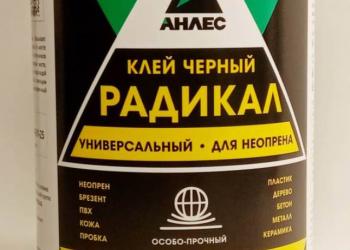 АНЛЕС
КЛЕЙ ЧЕРНЫЙ
РАДИКАЛ
УНИВЕРСАЛЬНЫЙ • ДЛЯ НЕОПРЕНА
НЕОПРЕН
БРЕЗЕНТ
ПВХ
КОЖА
ПРОБКА
ОСОБО-ПРОЧНЫЙ
ПЛАСТИК
ДЕРЕВО
БЕТОН
МЕТАЛЛ
КЕРАМИКА